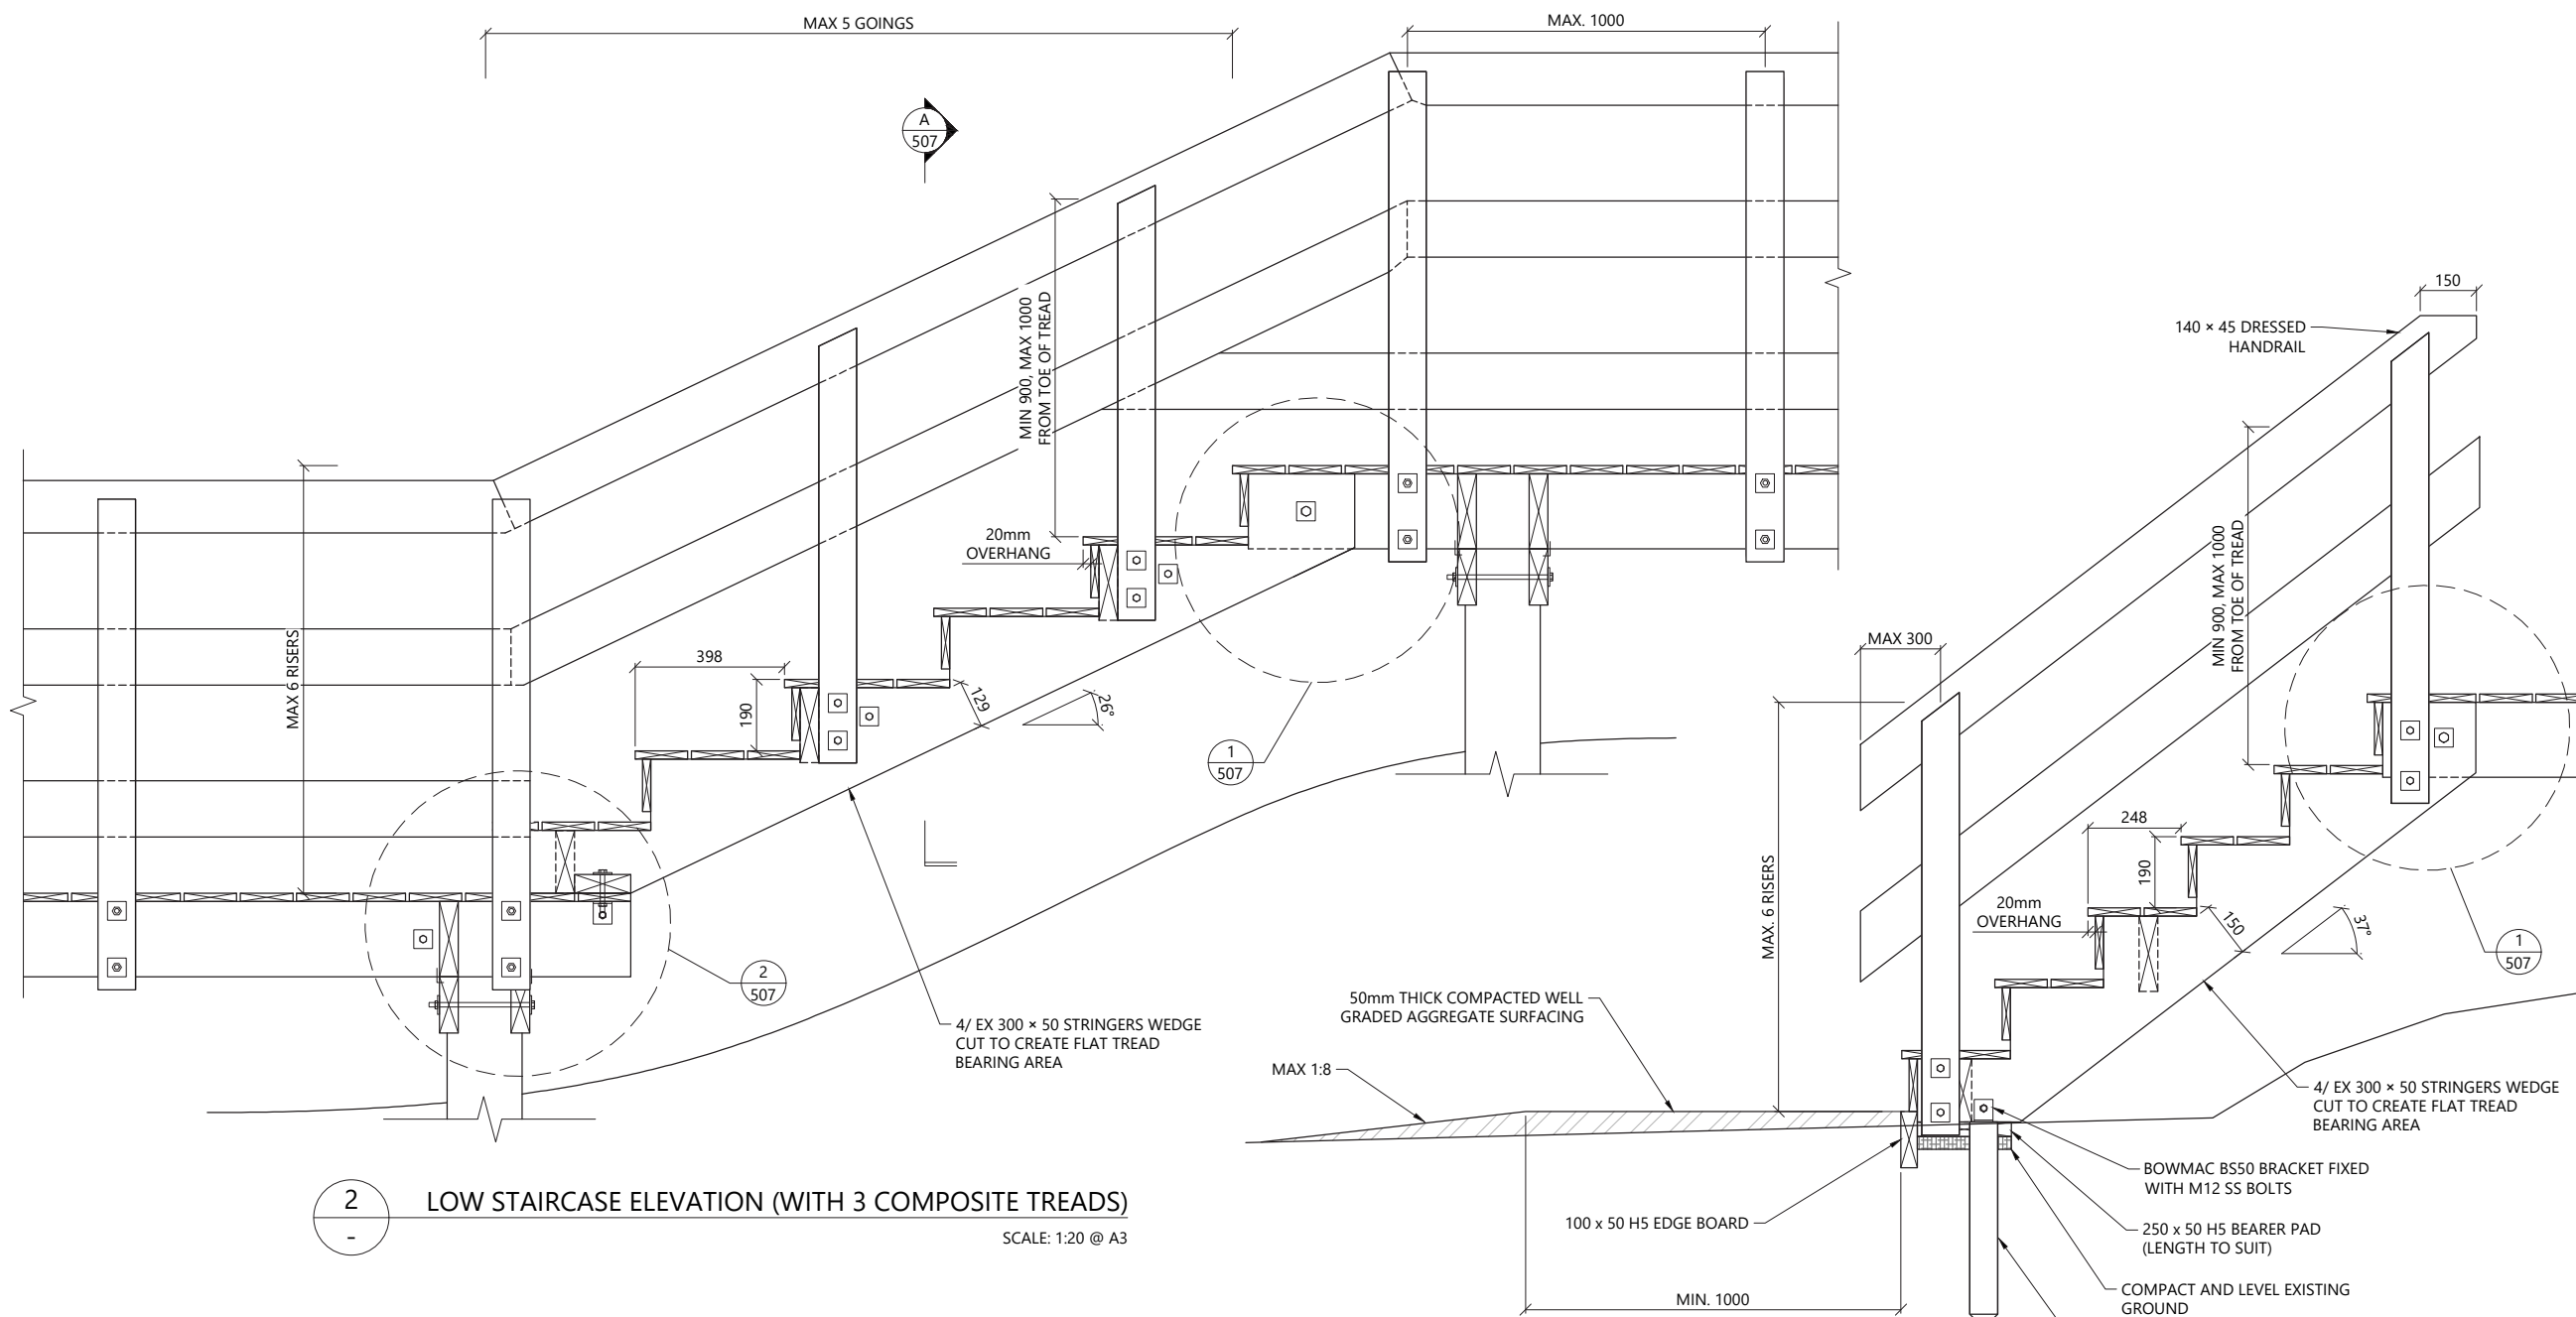 MAX 5 GOINGS
MAX. 1000
A
507
MIN 900, MAX 1000
FROM TOE OF TREAD
20mm
OVERHANG
MAX 6 RISERS
398
190
129
26°
1
507
2
507
4/ EX 300 × 50 STRINGERS WEDGE
CUT TO CREATE FLAT TREAD
BEARING AREA
2
-
LOW STAIRCASE ELEVATION (WITH 3 COMPOSITE TREADS)
SCALE: 1:20 @ A3
150
140 × 45 DRESSED
HANDRAIL
MIN 900, MAX 1000
FROM TOE OF TREAD
MAX 300
MAX. 6 RISERS
248
190
20mm
OVERHANG
150
37°
1
507
50mm THICK COMPACTED WELL
GRADED AGGREGATE SURFACING
MAX 1:8
4/ EX 300 × 50 STRINGERS WEDGE
CUT TO CREATE FLAT TREAD
BEARING AREA
BOWMAC BS50 BRACKET FIXED
WITH M12 SS BOLTS
100 x 50 H5 EDGE BOARD
250 x 50 H5 BEARER PAD
(LENGTH TO SUIT)
COMPACT AND LEVEL EXISTING
GROUND
MIN. 1000